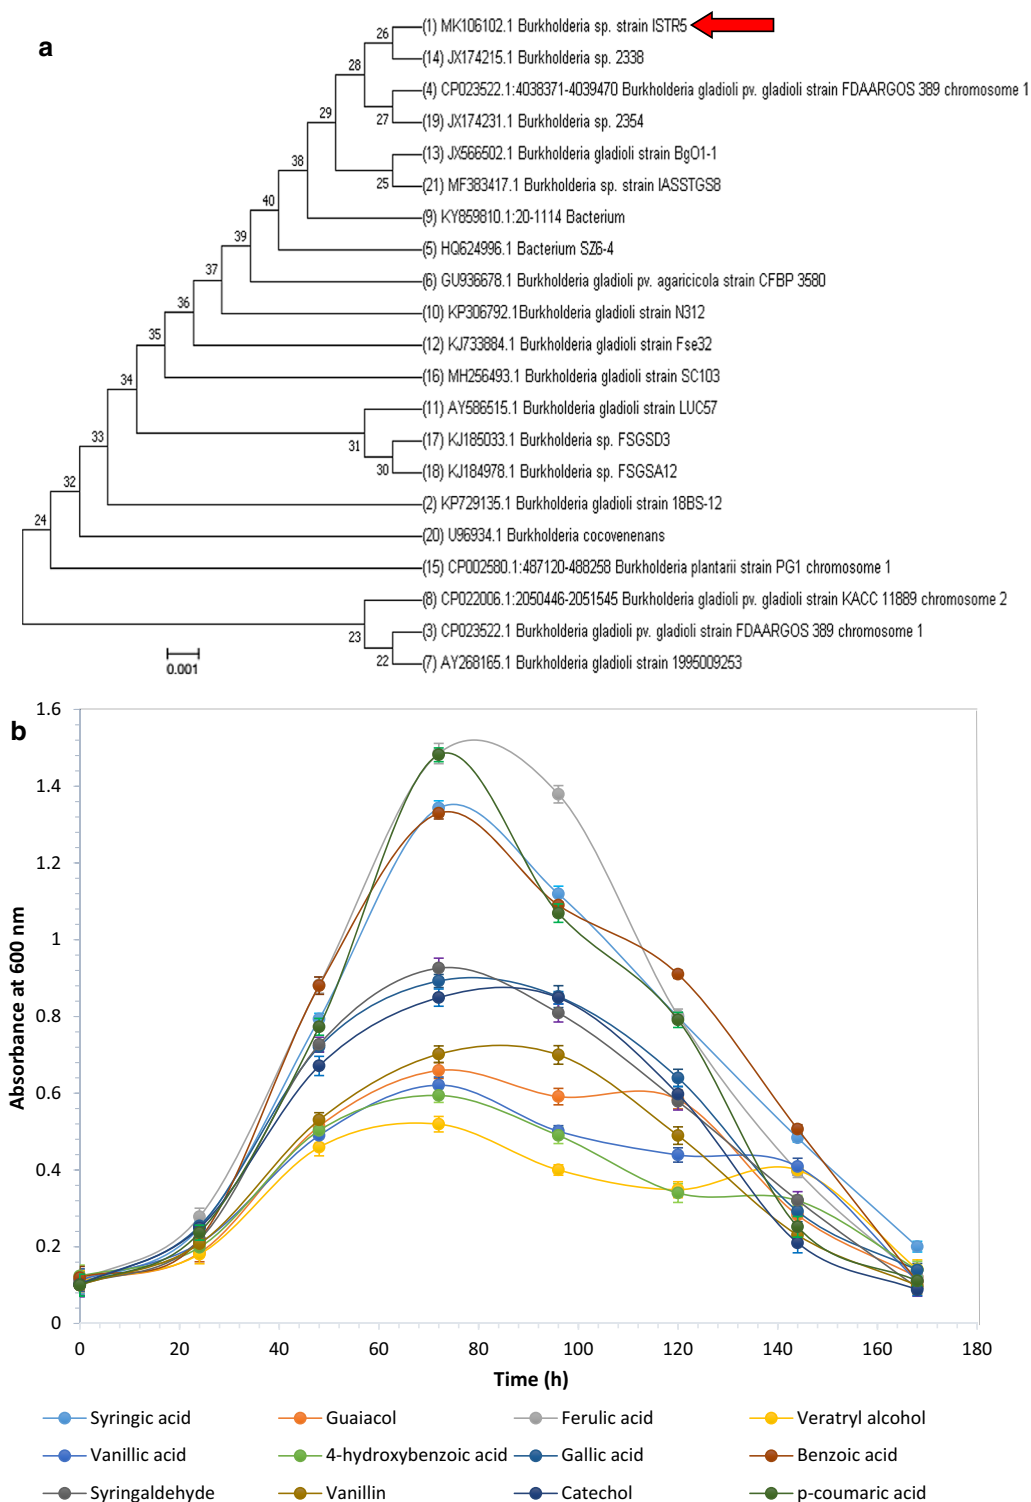 a
(1) MK106102.1 Burkholderia sp. strain ISTR5
26
(14) JX174215.1 Burkholderia sp. 2338
28
(4) CP023522.1:4038371-4039470 Burkholderia gladioli pv. gladioli strain FDAARGOS 389 chromosome 1
27
29
(19) JX174231.1 Burkholderia sp. 2354
(13) JX566502.1 Burkholderia gladioli strain BgO1-1
38
25
(21) MF383417.1 Burkholderia sp. strain IASSTGS8
40
(9) KY859810.1:20-1114 Bacterium
39
(5) HQ624996.1 Bacterium SZ6-4
37
(6) GU936678.1 Burkholderia gladioli pv. agaricicola strain CFBP 3580
36
(10) KP306792.1Burkholderia gladioli strain N312
35
(12) KJ733884.1 Burkholderia gladioli strain Fse32
34
(16) MH256493.1 Burkholderia gladioli strain SC103
(11) AY586515.1 Burkholderia gladioli strain LUC57
33
31
(17) KJ185033.1 Burkholderia sp. FSGSD3
30
(18) KJ184978.1 Burkholderia sp. FSGSA12
32
(2) KP729135.1 Burkholderia gladioli strain 18BS-12
24
(20) U96934.1 Burkholderia cocovenenans
(15) CP002580.1:487120-488258 Burkholderia plantarii strain PG1 chromosome 1
(8) CP022006.1:2050446-2051545 Burkholderia gladioli pv. gladioli strain KACC 11889 chromosome 2
23
(3) CP023522.1 Burkholderia gladioli pv. gladioli strain FDAARGOS 389 chromosome 1
22
(7) AY268165.1 Burkholderia gladioli strain 1995009253
0.001
b
1.6
1.4
1.2
1
0.8
0.6
0.4
0.2
0
Absorbance at 600 nm
0 20 40 60 80 100 120 140 160 180
Time (h)
Syringic acid Guaiacol Ferulic acid Veratryl alcohol
Vanillic acid 4-hydroxybenzoic acid Gallic acid Benzoic acid
Syringaldehyde Vanillin Catechol p-coumaric acid